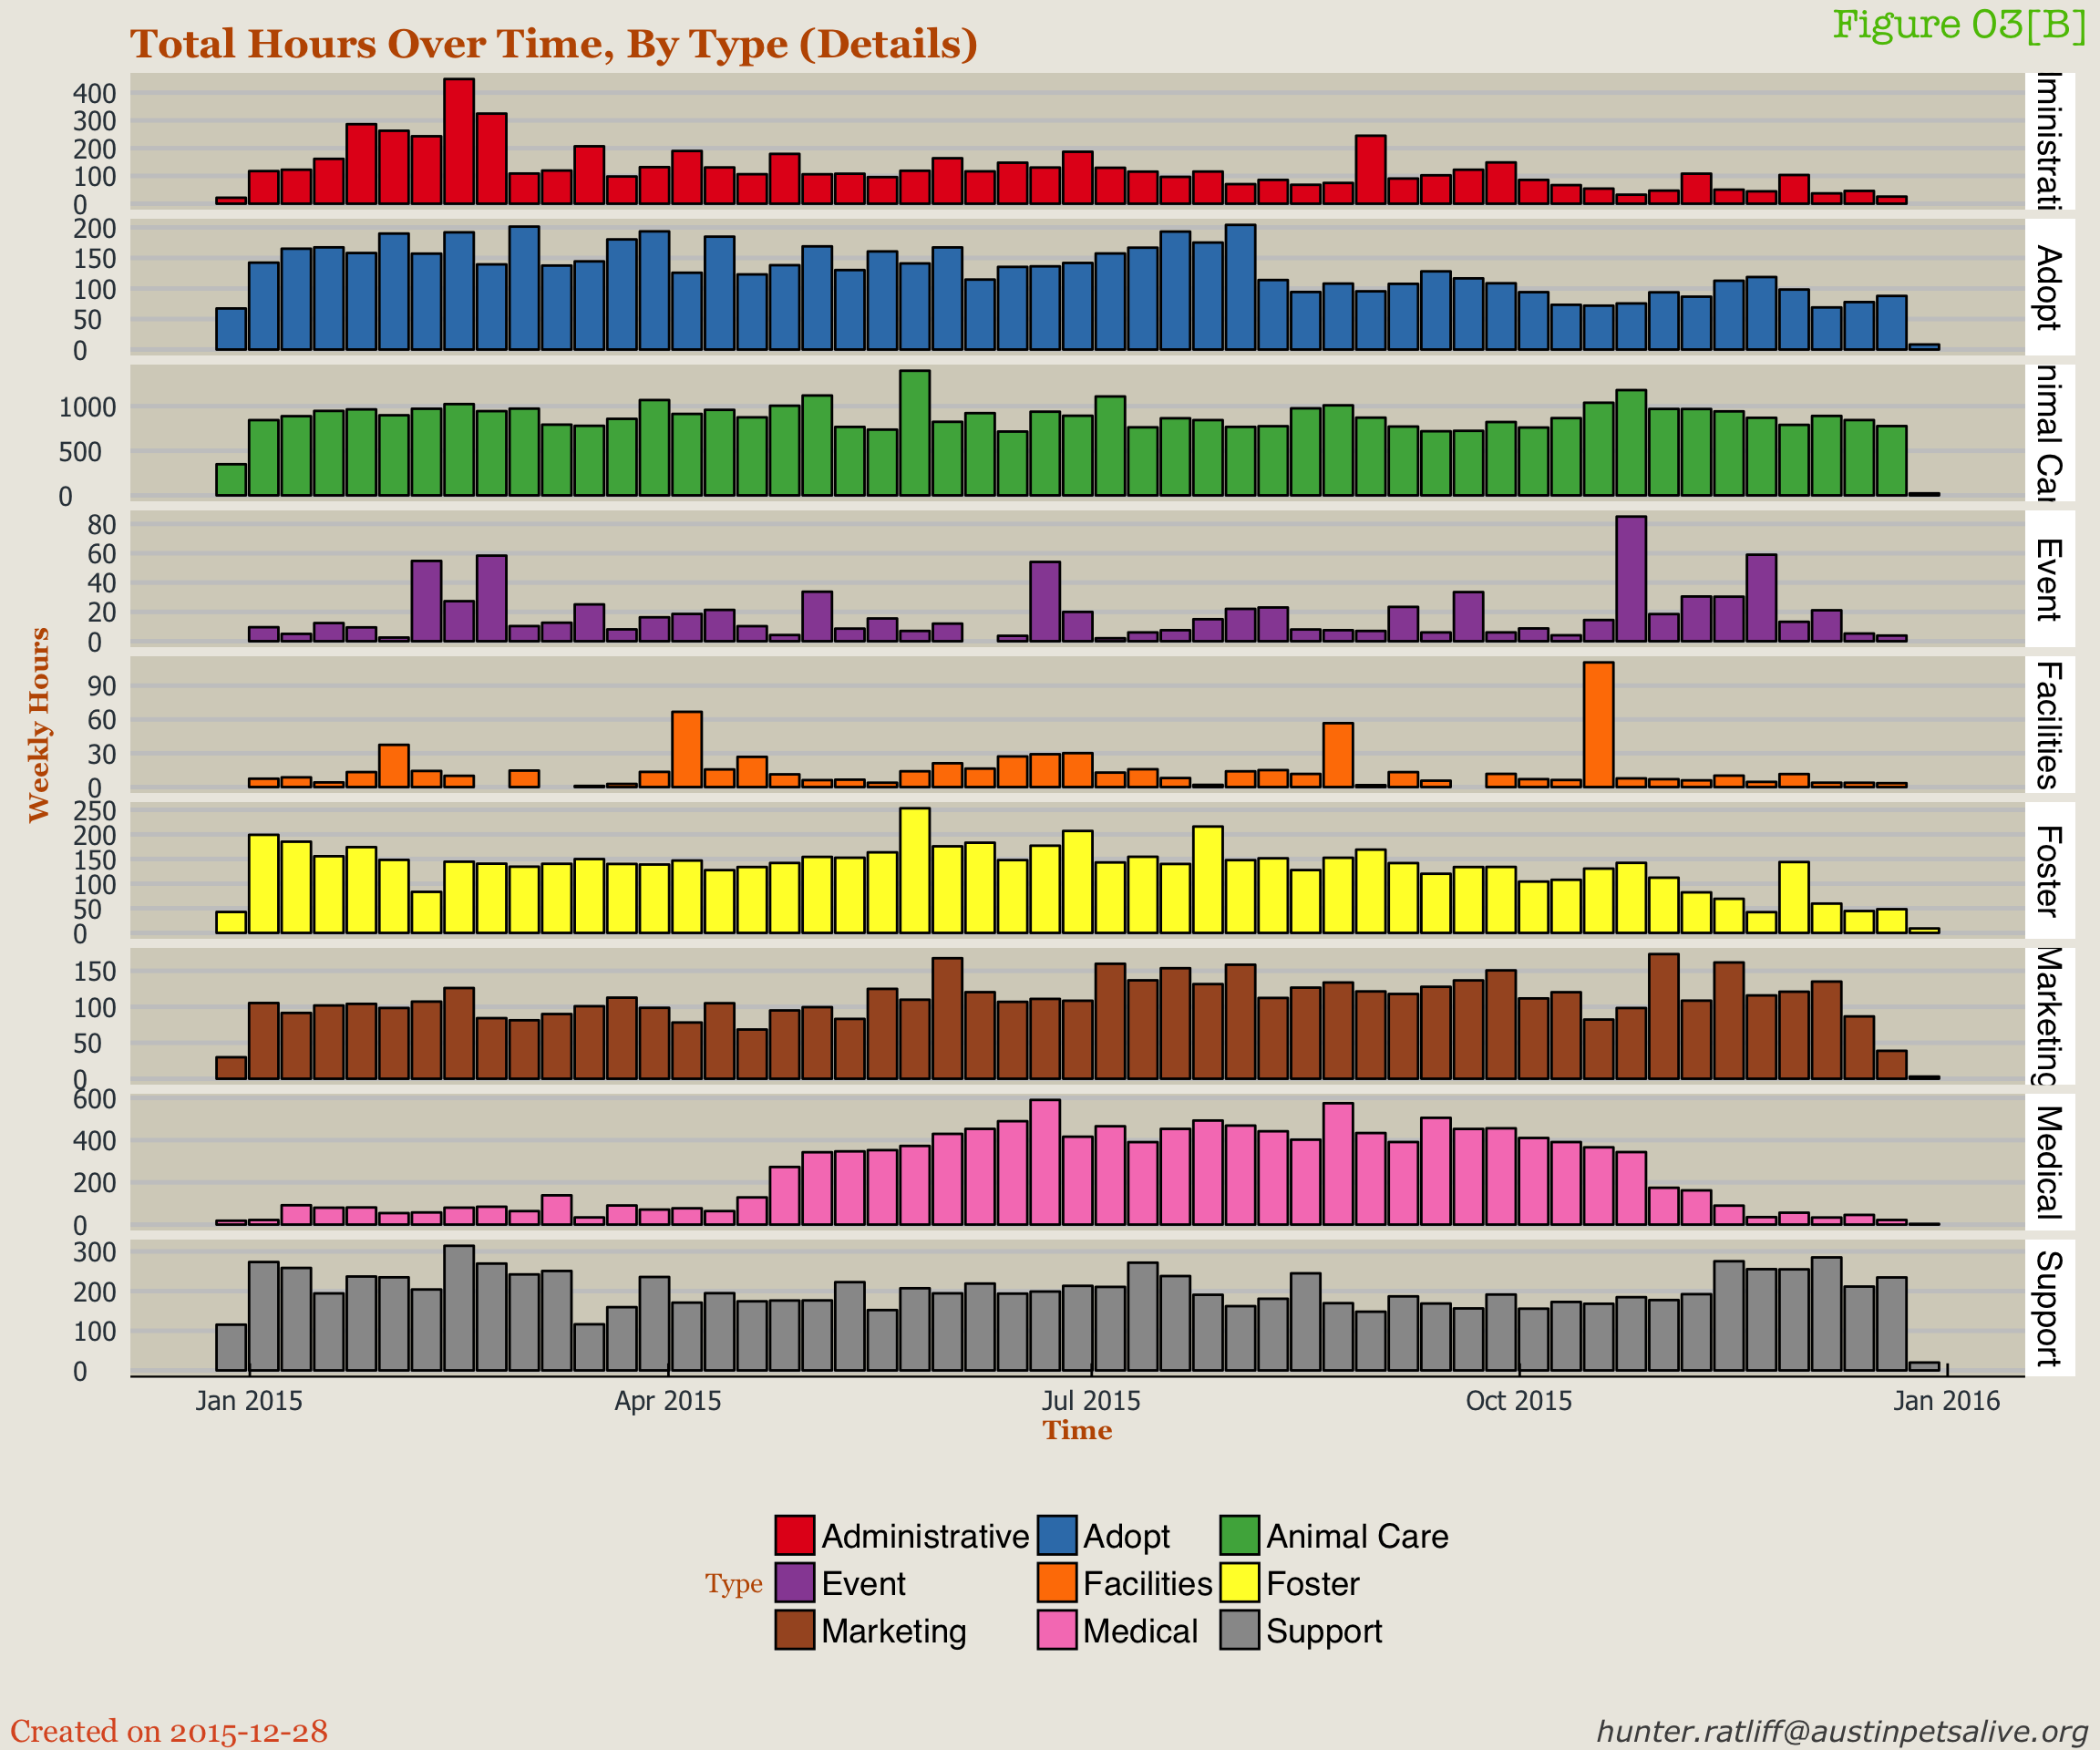 Figure 03[B]
Total Hours Over Time, By Type (Details)
400
300
200
100
0
ministrati
200
150
100
50
0
Adopt
1000
500
0
nimal Car
80
60
40
20
0
Event
90
60
30
0
Facilities
250
200
150
100
50
0
Foster
150
100
50
0
Marketing
600
400
200
0
Medical
300
200
100
0
Support
Weekly Hours
Jan 2015 Apr 2015 Jul 2015 Oct 2015 Jan 2016
Time
Type
Administrative Adopt Animal Care
Event Facilities Foster
Marketing Medical Support
Created on 2015-12-28
hunter.ratliff@austinpetsalive.org